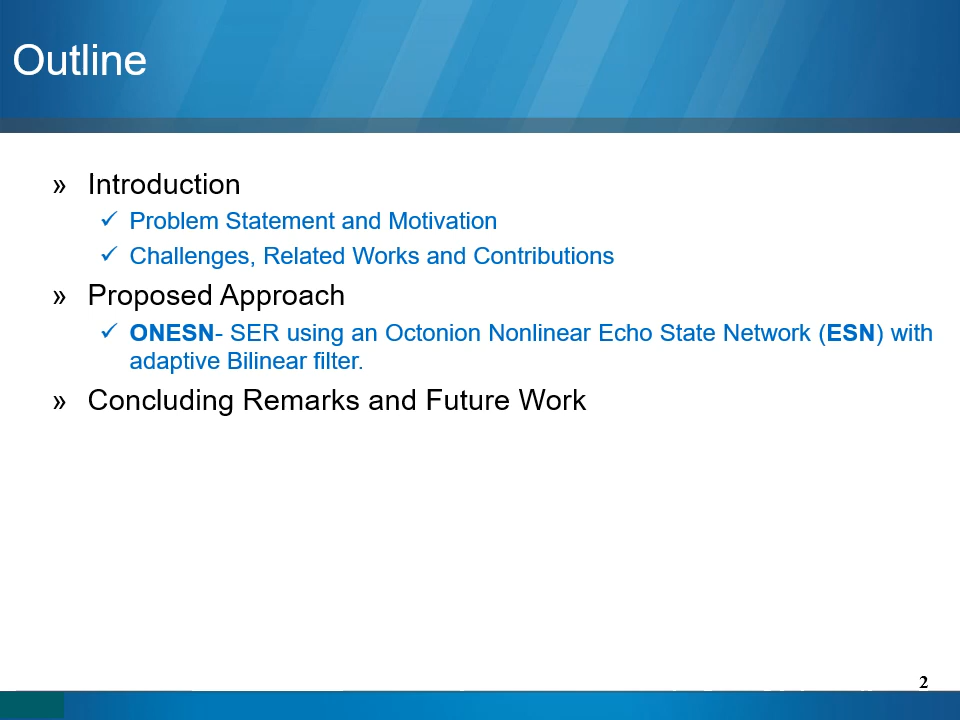 Outline
» Introduction
✓ Problem Statement and Motivation
✓ Challenges, Related Works and Contributions
» Proposed Approach
✓ ONESN- SER using an Octonion Nonlinear Echo State Network (ESN) with
adaptive Bilinear filter.
» Concluding Remarks and Future Work
2